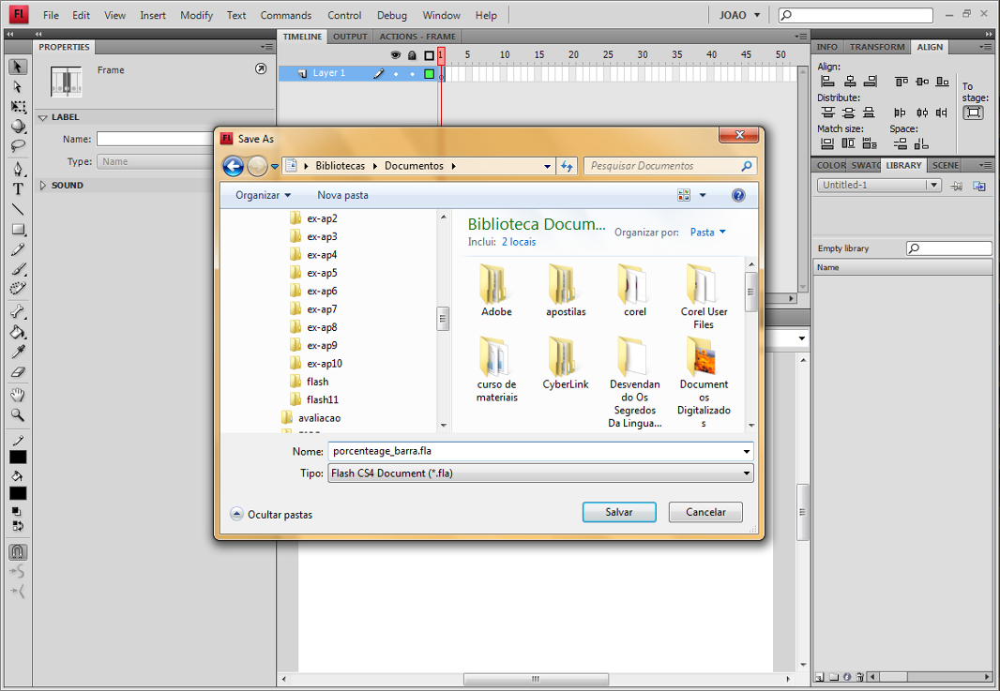 FL File Edit View Insert Modify Text Commands Control Debug Window Help JOAO
PROPERTIES
Frame
LABEL
Name:
Type: Name
SOUND
TIMELINE OUTPUT ACTIONS - FRAME
1 5 10 15 20 25 30 35 40 45 50
Layer 1
INFO TRANSFORM ALIGN
Align:
Distribute:
Match size: Space:
To
stage:
COLOR SWATC LIBRARY SCENE
Untitled-1
Empty library
Name
FL Save As
Bibliotecas Documentos Pesquisar Documentos
Organizar Nova pasta
ex-ap2
ex-ap3
ex-ap4
ex-ap5
ex-ap6
ex-ap7
ex-ap8
ex-ap9
ex-ap10
flash
flash11
avaliacao
Biblioteca Docum...
Inclui: 2 locais
Organizar por: Pasta
Adobe
apostilas
corel
Corel User
Files
curso de
materiais
CyberLink
Desvendan
do Os
Segredos
Da Lingua...
Document
os
Digitalizado
s
Nome: porcenteage_barra.fla
Tipo: Flash CS4 Document (*.fla)
Ocultar pastas Salvar Cancelar